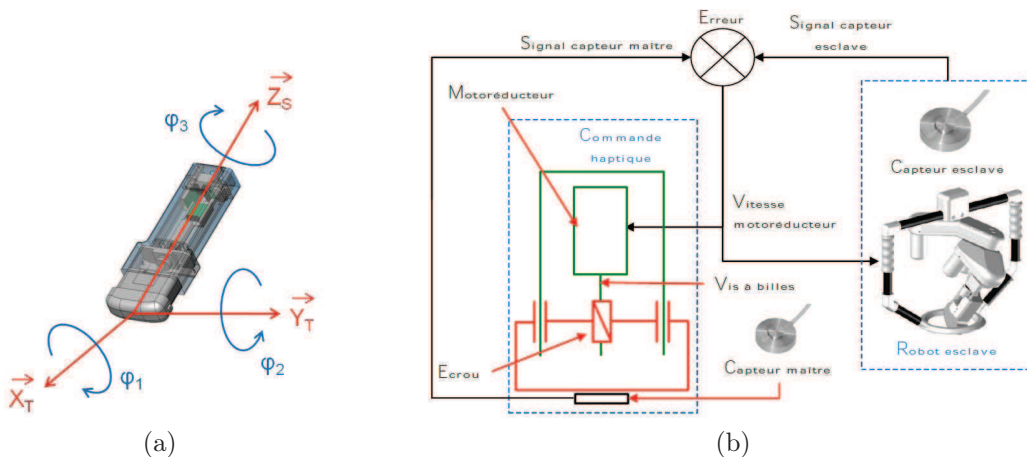 Z_S
φ3
Y_T
φ2
φ1
X_T
(a)
Erreur
Signal capteur maître
Signal capteur
esclave
Motoréducteur
Commande
haptique
Capteur esclave
Vitesse
motoréducteur
Vis à billes
Ecrou
Capteur maître
Robot esclave
(b)